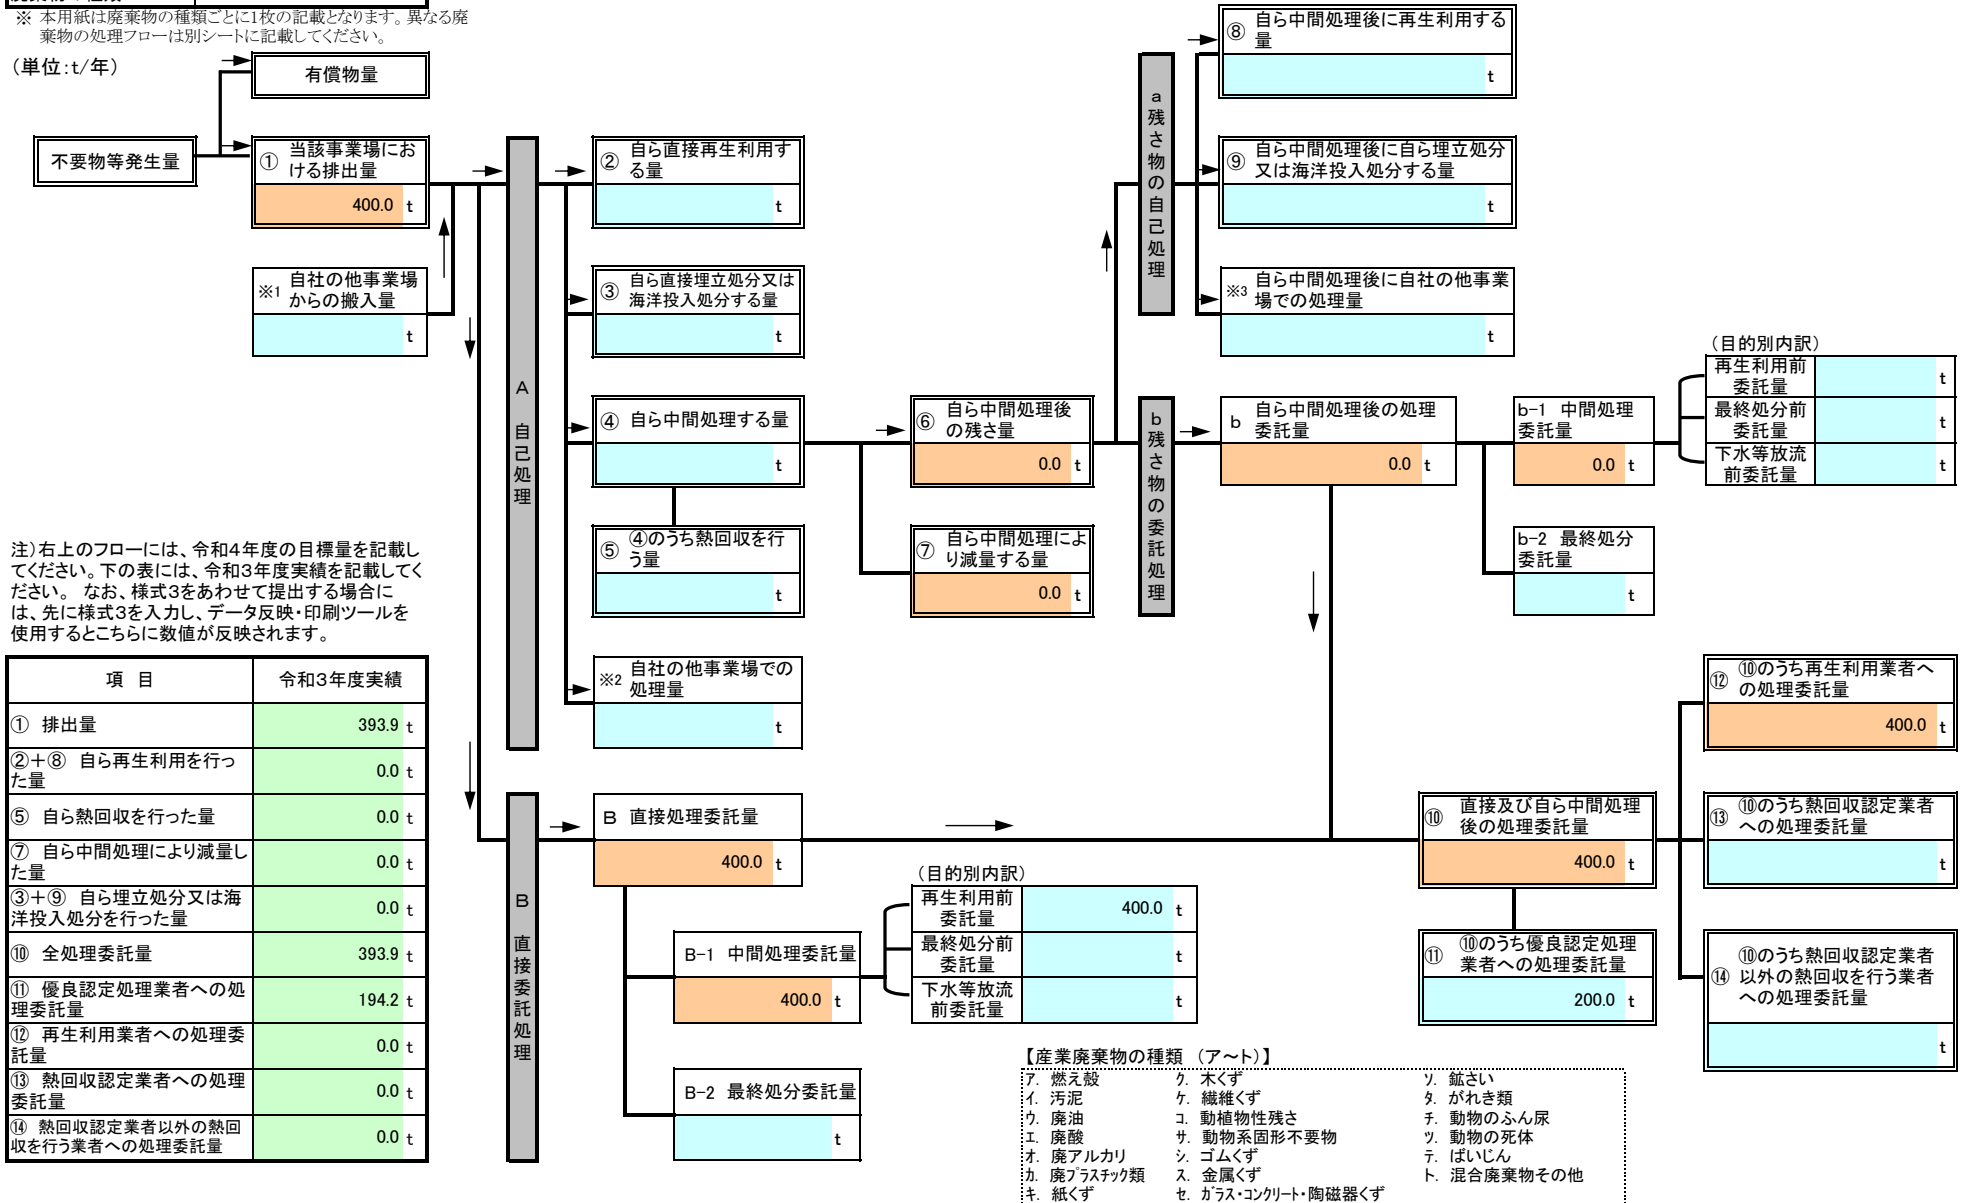 ※ 本用紙は廃棄物の種類ごとに1枚の記載となります。異なる廃
棄物の処理フローは別シートに記載してください。
(単位:t/年)
有償物量
不要物等発生量
① 当該事業場にお
ける排出量
400.0 t
※1 自社の他事業場
からの搬入量
t
A 自己処理
② 自ら直接再生利用す
る量
t
③ 自ら直接埋立処分又は
海洋投入処分する量
t
④ 自ら中間処理する量
t
⑤ ④のうち熱回収を行
う量
t
※2 自社の他事業場での
処理量
t
⑥ 自ら中間処理後
の残さ量
0.0 t
⑦ 自ら中間処理によ
り減量する量
0.0 t
a 残さ物の自己処理
⑧ 自ら中間処理後に再生利用する
量
t
⑨ 自ら中間処理後に自ら埋立処分
又は海洋投入処分する量
t
※3 自ら中間処理後に自社の他事業
場での処理量
t
b 残さ物の委託処理
b 自ら中間処理後の処理
委託量
0.0 t
b-1 中間処理
委託量
0.0 t
b-2 最終処分
委託量
t
(目的別内訳)
再生利用前
委託量
t
最終処分前
委託量
t
下水等放流
前委託量
t
注)右上のフローには、令和4年度の目標量を記載し
てください。下の表には、令和3年度実績を記載してく
ださい。 なお、様式3をあわせて提出する場合に
は、先に様式3を入力し、データ反映・印刷ツールを
使用するとこちらに数値が反映されます。
項 目 令和3年度実績
① 排出量 393.9 t
②+⑧ 自ら再生利用を行っ
た量 0.0 t
⑤ 自ら熱回収を行った量 0.0 t
⑦ 自ら中間処理により減量し
た量 0.0 t
③+⑨ 自ら埋立処分又は海
洋投入処分を行った量 0.0 t
⑩ 全処理委託量 393.9 t
⑪ 優良認定処理業者への処
理委託量 194.2 t
⑫ 再生利用業者への処理委
託量 0.0 t
⑬ 熱回収認定業者への処理
委託量 0.0 t
⑭ 熱回収認定業者以外の熱回
収を行う業者への処理委託量 0.0 t
B 直接委託処理
B 直接処理委託量
400.0 t
B-1 中間処理委託量
400.0 t
B-2 最終処分委託量
t
(目的別内訳)
再生利用前
委託量
400.0 t
最終処分前
委託量
t
下水等放流
前委託量
t
⑩ 直接及び自ら中間処理
後の処理委託量
400.0 t
⑪ ⑩のうち優良認定処理
業者への処理委託量
200.0 t
⑫ ⑩のうち再生利用業者へ
の処理委託量
400.0 t
⑬ ⑩のうち熱回収認定業者
への処理委託量
t
⑭ ⑩のうち熱回収認定業者
以外の熱回収を行う業者
への処理委託量
t
【産業廃棄物の種類 (ア~ト)】
ア. 燃え殻
イ. 汚泥
ウ. 廃油
エ. 廃酸
オ. 廃アルカリ
カ. 廃プラスチック類
キ. 紙くず
ク. 木くず
ケ. 繊維くず
コ. 動植物性残さ
サ. 動物系固形不要物
シ. ゴムくず
ス. 金属くず
セ. ガラス・コンクリート・陶磁器くず
ソ. 鉱さい
タ. がれき類
チ. 動物のふん尿
ツ. 動物の死体
テ. ばいじん
ト. 混合廃棄物その他